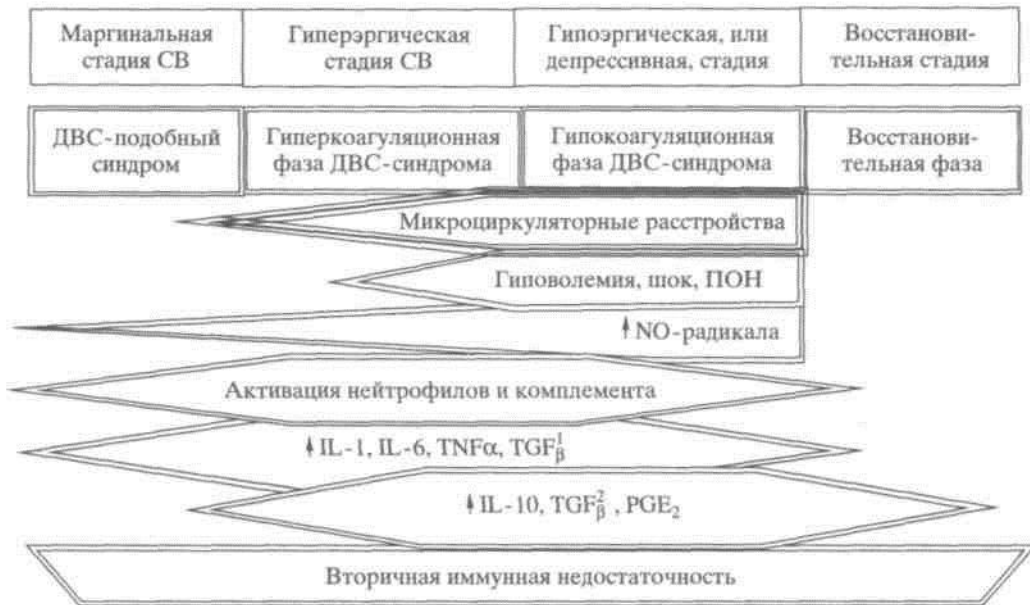 Маргинальная
стадия СВ
Гиперэргическая
стадия СВ
Гипоэргическая, или
депрессивная, стадия
Восстанови-
тельная стадия
ДВС-подобный
синдром
Гиперкоагуляционная
фаза ДВС-синдрома
Гипокоагуляционная
фаза ДВС-синдрома
Восстанови-
тельная фаза
Микроциркуляторные расстройства
Гиповолемия, шок, ПОН
↑ NO-радикала
Активация нейтрофилов и комплемента
↑ IL-1, IL-6, TNFα, TGF¹β
↑ IL-10, TGF²β , PGE₂
Вторичная иммунная недостаточность